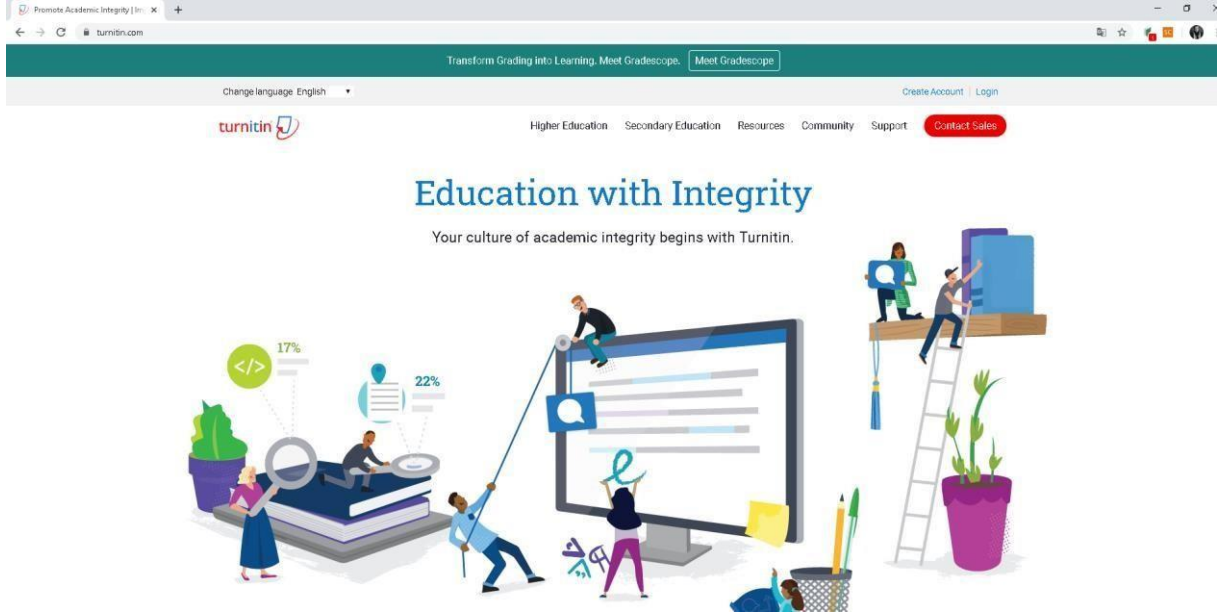 Promote Academic Integrity | Im
turnitin.com
Transform Grading into Learning. Meet Gradescope. Meet Gradescope
Change language English
Create Account | Login
turnitin
Higher Education Secondary Education Resources Community Support Contact Sales
Education with Integrity
Your culture of academic integrity begins with Turnitin.
17%
</>
22%
e